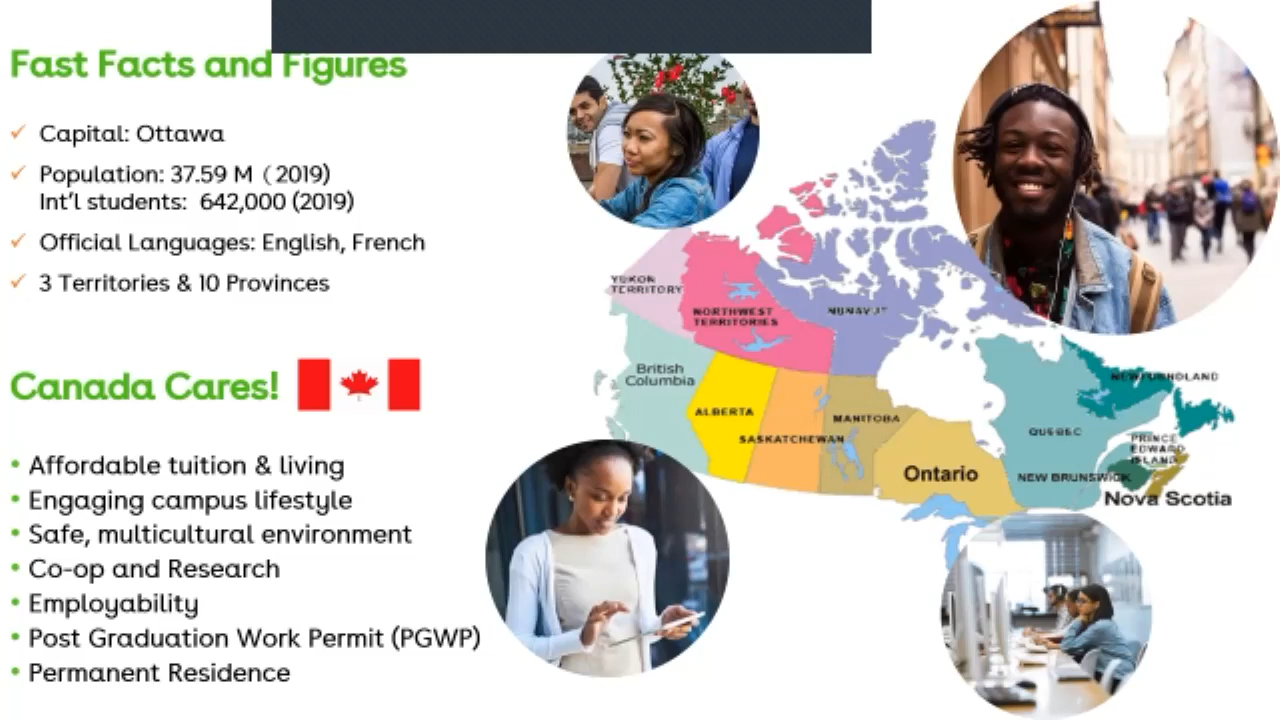 Fast Facts and Figures
✓ Capital: Ottawa
✓ Population: 37.59 M (2019)
Int'l students: 642,000 (2019)
✓ Official Languages: English, French
✓ 3 Territories & 10 Provinces
Canada Cares!
• Affordable tuition & living
• Engaging campus lifestyle
• Safe, multicultural environment
• Co-op and Research
• Employability
• Post Graduation Work Permit (PGWP)
• Permanent Residence
YUKON
TERRITORY
NORTHWEST
TERRITORIES
NUNAVUT
British
Columbia
ALBERTA
SASKATCHEWAN
MANITOBA
Ontario
QUEBEC
NEWFOUNDLAND
PRINCE
EDWARD
ISLAND
NEW BRUNSWICK
Nova Scotia